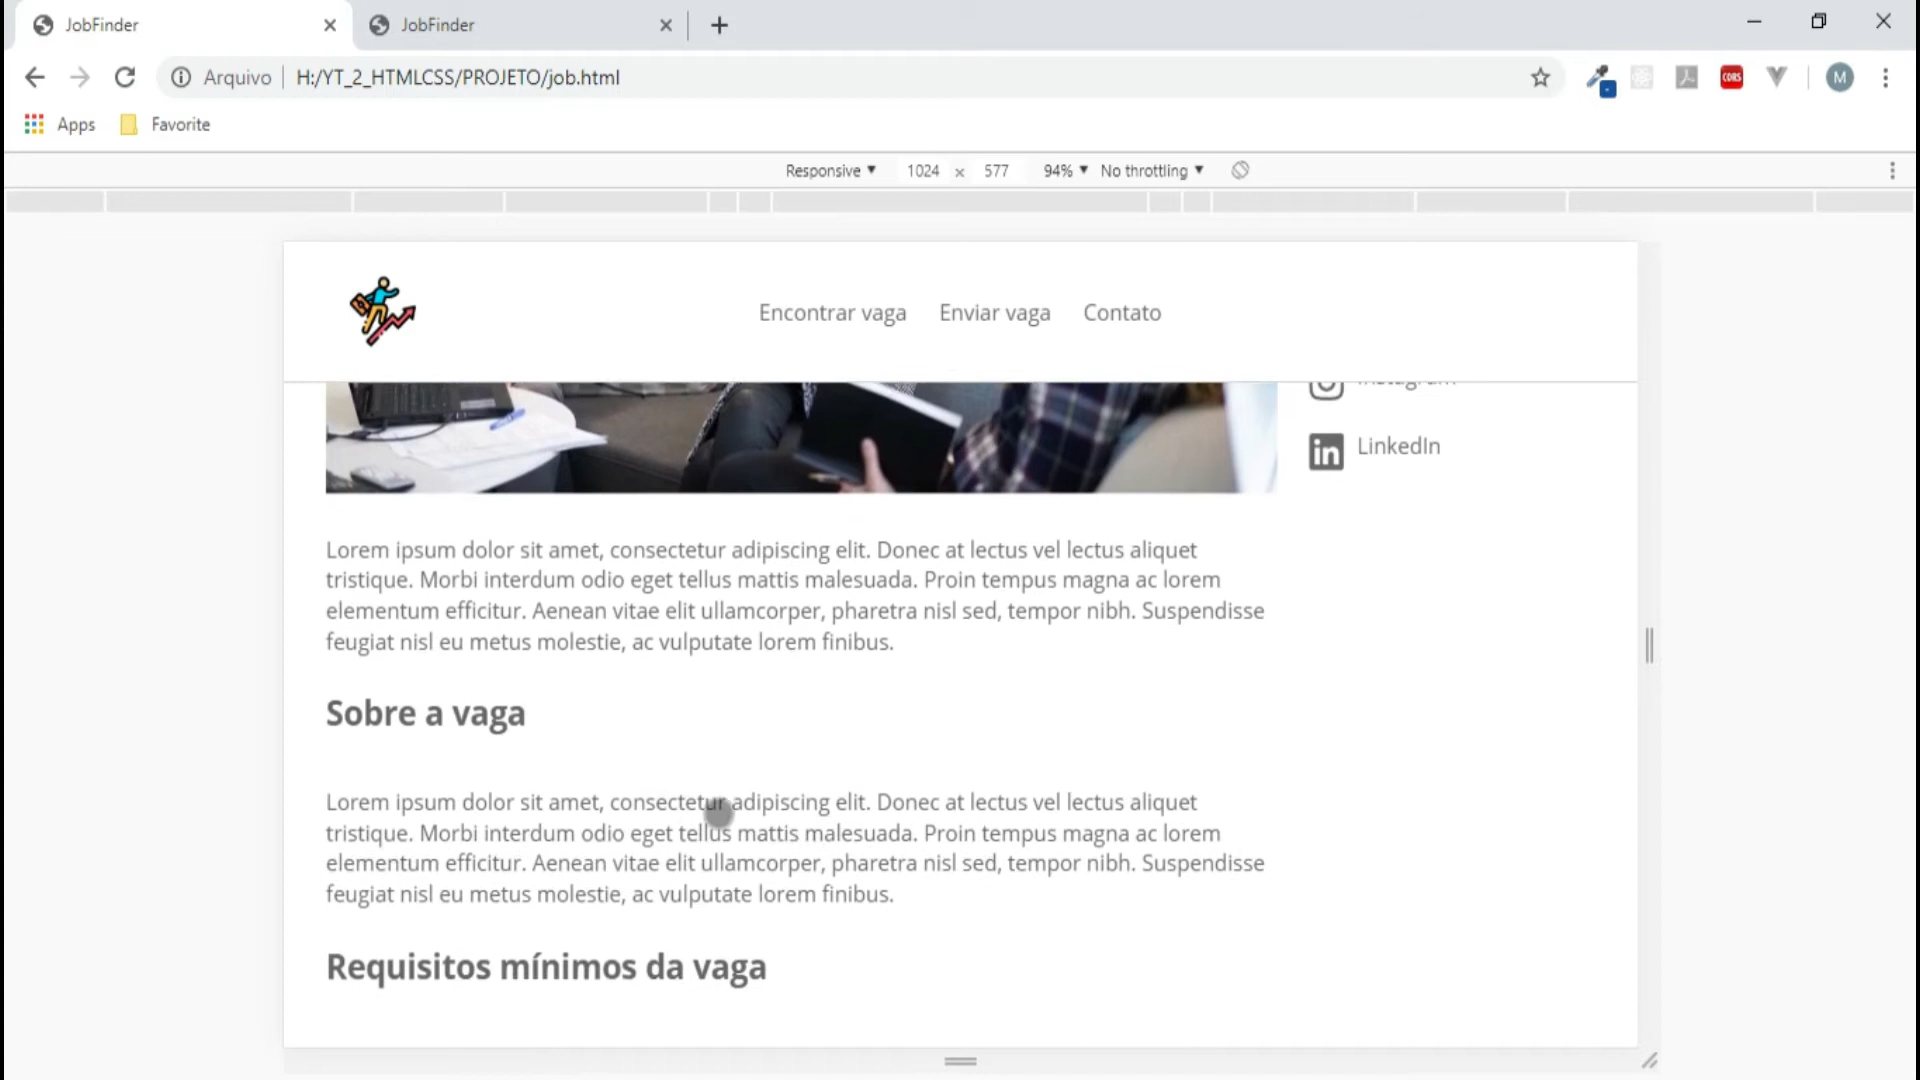 JobFinder
JobFinder
Arquivo
H:/YT_2_HTMLCSS/PROJETO/job.html
CORS
M
Apps
Favorite
Responsive
1024 x 577
94%
No throttling
Encontrar vaga
Enviar vaga
Contato
Instagram
LinkedIn
Lorem ipsum dolor sit amet, consectetur adipiscing elit. Donec at lectus vel lectus aliquet
tristique. Morbi interdum odio eget tellus mattis malesuada. Proin tempus magna ac lorem
elementum efficitur. Aenean vitae elit ullamcorper, pharetra nisl sed, tempor nibh. Suspendisse
feugiat nisl eu metus molestie, ac vulputate lorem finibus.
Sobre a vaga
Lorem ipsum dolor sit amet, consectetur adipiscing elit. Donec at lectus vel lectus aliquet
tristique. Morbi interdum odio eget tellus mattis malesuada. Proin tempus magna ac lorem
elementum efficitur. Aenean vitae elit ullamcorper, pharetra nisl sed, tempor nibh. Suspendisse
feugiat nisl eu metus molestie, ac vulputate lorem finibus.
Requisitos mínimos da vaga